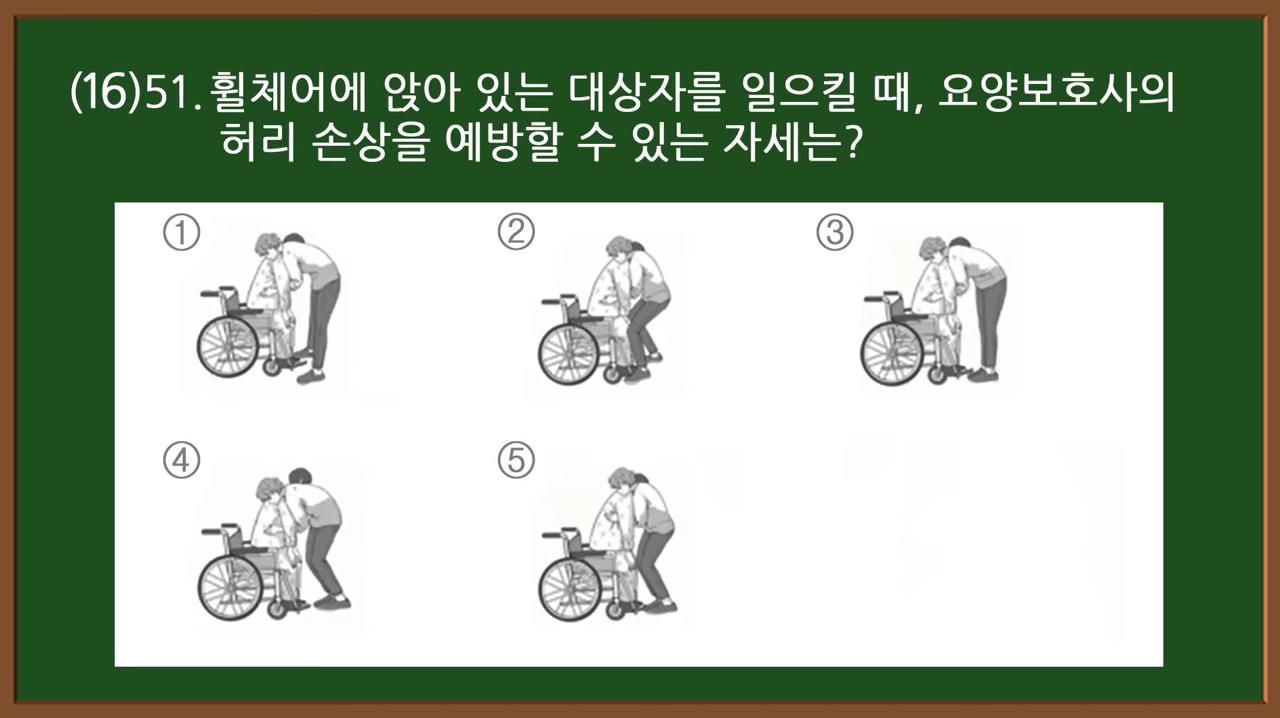 (16)51. 휠체어에 앉아 있는 대상자를 일으킬 때, 요양보호사의
허리 손상을 예방할 수 있는 자세는?
① ② ③
④ ⑤